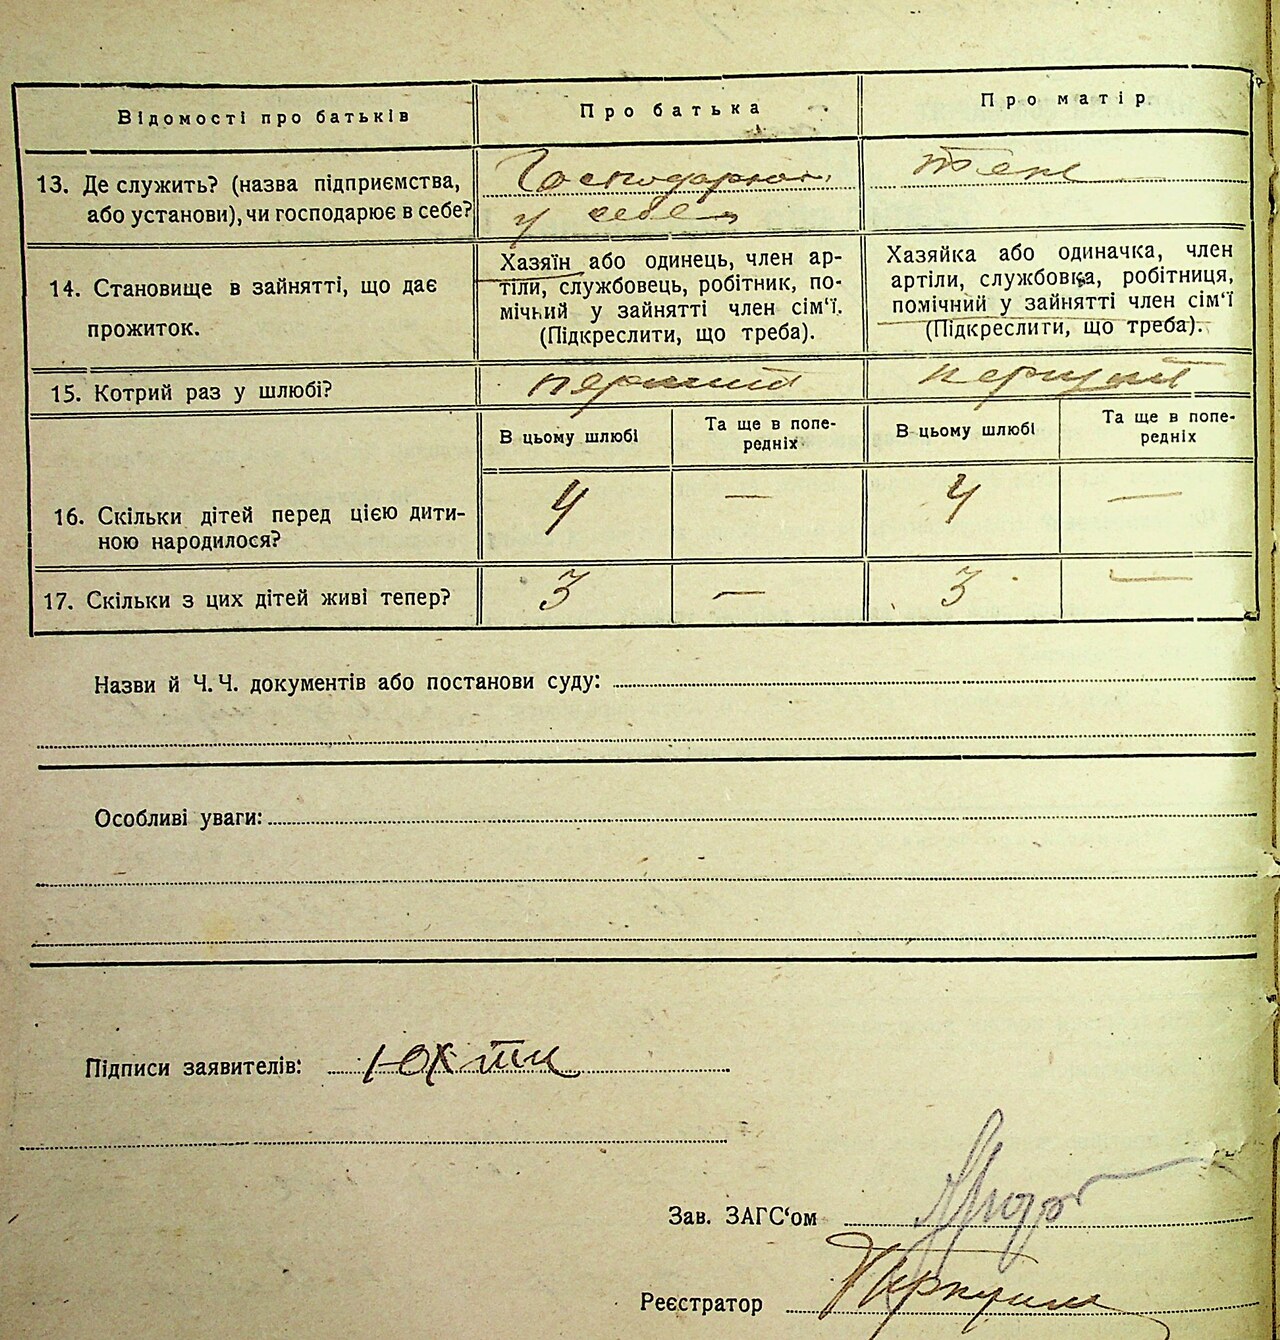 Відомості про батьків
Про батька
Про матір
13. Де служить? (назва підприємства,
або установи), чи господарює в себе?
у себе
14. Становище в зайнятті, що дає
прожиток.
Хазяїн або одинець, член ар-
тіли, службовець, робітник, по-
мічний у зайнятті член сім‘ї.
(Підкреслити, що треба).
Хазяйка або одиначка, член
артіли, службовка, робітниця,
помічний у зайнятті член сім‘ї
(Підкреслити, що треба).
15. Котрий раз у шлюбі?
перший
перший
В цьому шлюбі
Та ще в попе-
редніх
В цьому шлюбі
Та ще в попе-
редніх
16. Скільки дітей перед цією дити-
ною народилося?
4
—
4
—
17. Скільки з цих дітей живі тепер?
3
—
3
—
Назви й Ч. Ч. документів або постанови суду:
Особливі уваги:
Підписи заявителів:
Зав. ЗАГС‘ом
Реєстратор